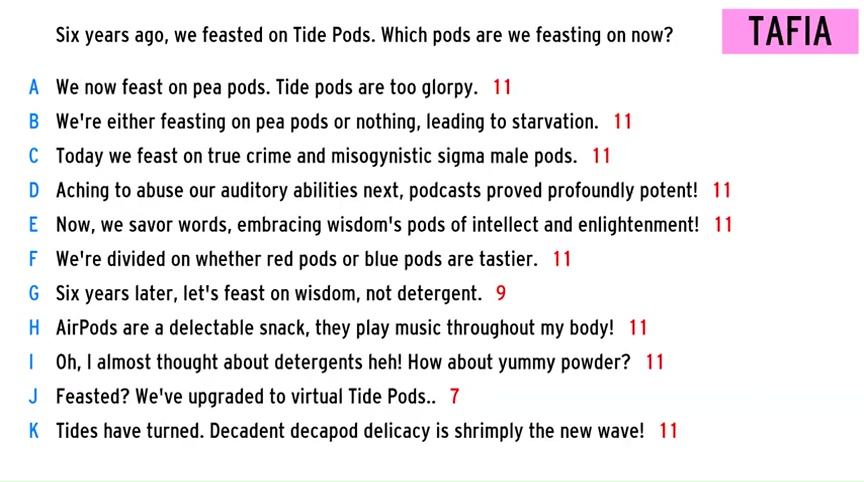 Six years ago, we feasted on Tide Pods. Which pods are we feasting on now?
TAFIA
A We now feast on pea pods. Tide pods are too glorpy. 11
B We're either feasting on pea pods or nothing, leading to starvation. 11
C Today we feast on true crime and misogynistic sigma male pods. 11
D Aching to abuse our auditory abilities next, podcasts proved profoundly potent! 11
E Now, we savor words, embracing wisdom's pods of intellect and enlightenment! 11
F We're divided on whether red pods or blue pods are tastier. 11
G Six years later, let's feast on wisdom, not detergent. 9
H AirPods are a delectable snack, they play music throughout my body! 11
I Oh, I almost thought about detergents heh! How about yummy powder? 11
J Feasted? We've upgraded to virtual Tide Pods.. 7
K Tides have turned. Decadent decapod delicacy is shrimply the new wave! 11